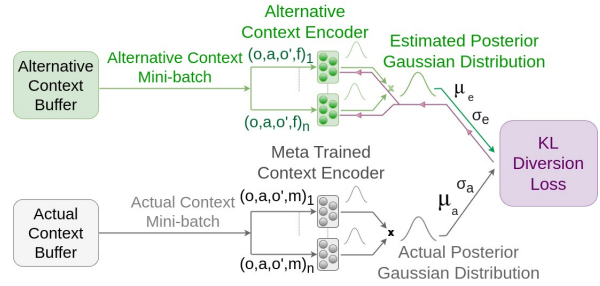 Alternative
Context Encoder
Alternative Context
Mini-batch
(o,a,o',f)1
Estimated Posterior
Gaussian Distribution
Alternative
Context
Buffer
x
μe
σe
(o,a,o',f)n
KL
Diversion
Loss
Meta Trained
Context Encoder
Actual Context
Mini-batch
(o,a,o',m)1
σa
μa
Actual
Context
Buffer
x
(o,a,o',m)n
Actual Posterior
Gaussian Distribution